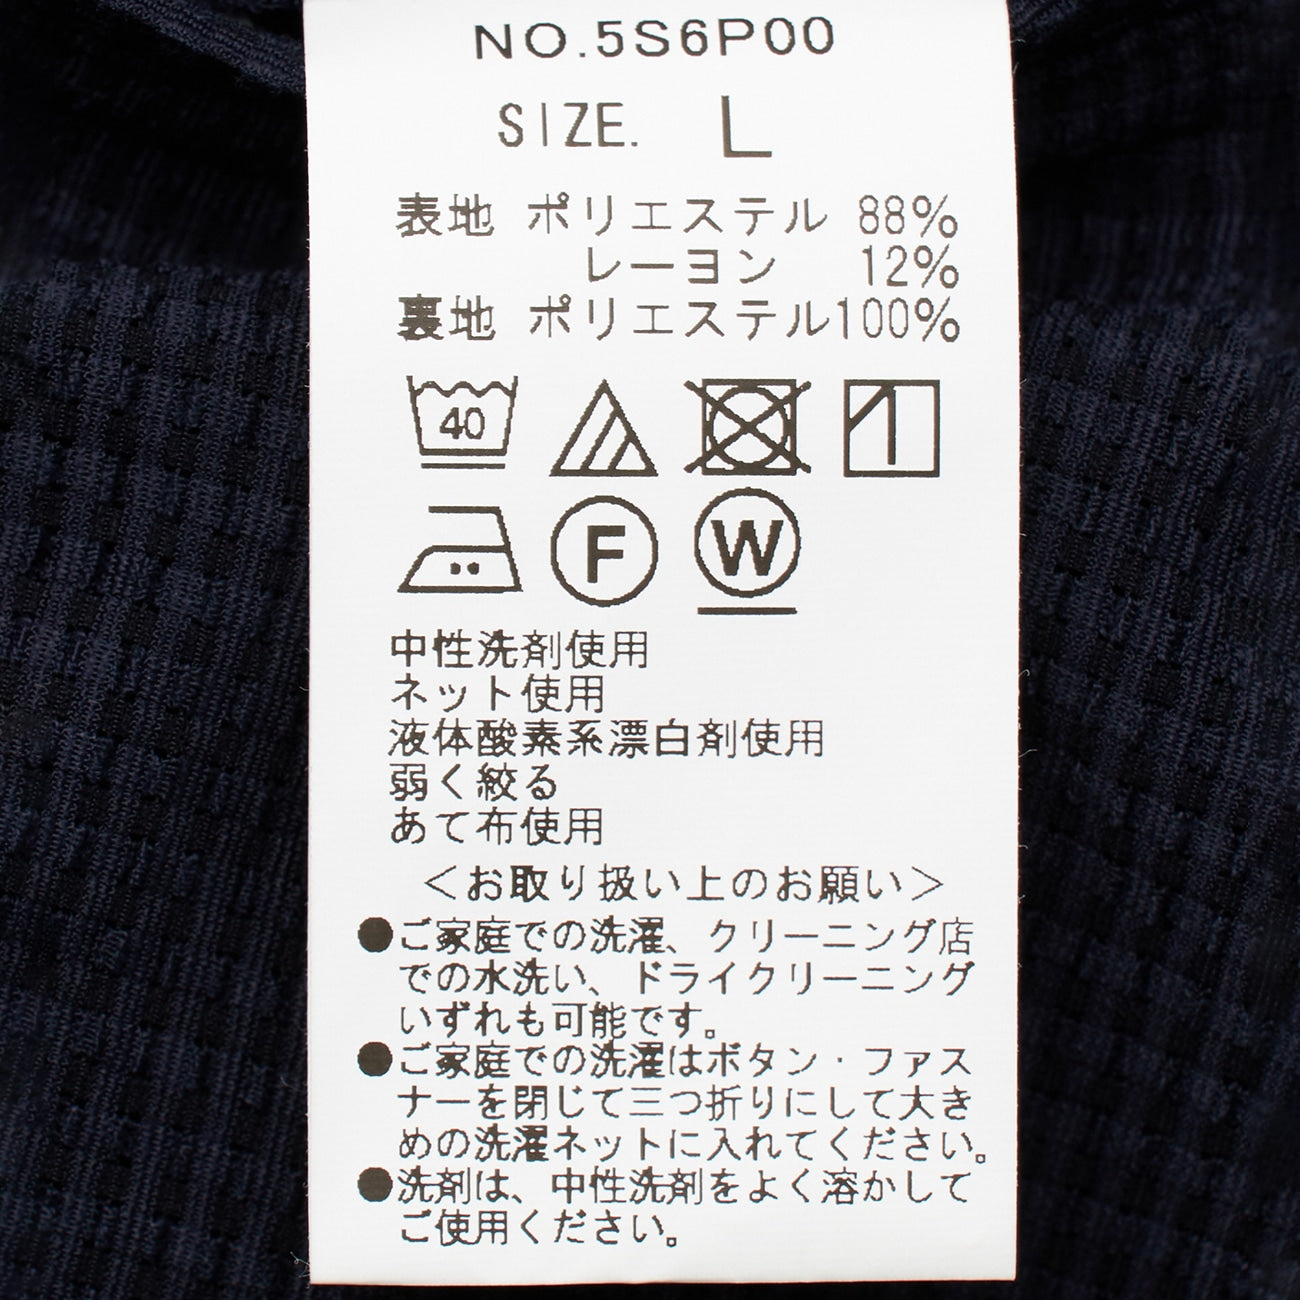 NO.5S6P00
SIZE. L
表地 ポリエステル 88%
レーヨン 12%
裏地 ポリエステル100%
40
F W
中性洗剤使用
ネット使用
液体酸素系漂白剤使用
弱く絞る
あて布使用
＜お取り扱い上のお願い＞
●ご家庭での洗濯、クリーニング店
での水洗い、ドライクリーニング
いずれも可能です。
●ご家庭での洗濯はボタン・ファス
ナーを閉じて三つ折りにして大き
めの洗濯ネットに入れてください。
●洗剤は、中性洗剤をよく溶かして
ご使用ください。